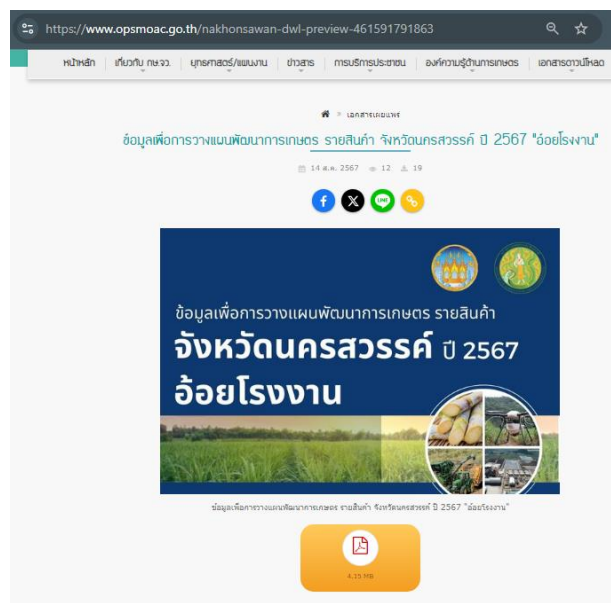 https://www.opsmoac.go.th/nakhonsawan-dwl-preview-461591791863
หน้าหลัก เกี่ยวกับ กษ.จว. ยุทธศาสตร์/แผนงาน ข่าวสาร การบริการประชาชน องค์ความรู้ด้านการเกษตร เอกสารดาวน์โหลด
เอกสารเผยแพร่
ข้อมูลเพื่อการวางแผนพัฒนาการเกษตร รายสินค้า จังหวัดนครสวรรค์ ปี 2567 "อ้อยโรงงาน"
14 ส.ค. 2567 12 19
LINE
ข้อมูลเพื่อการวางแผนพัฒนาการเกษตร รายสินค้า
จังหวัดนครสวรรค์ ปี 2567
อ้อยโรงงาน
ข้อมูลเพื่อการวางแผนพัฒนาการเกษตร รายสินค้า จังหวัดนครสวรรค์ ปี 2567 "อ้อยโรงงาน"
4.15 MB